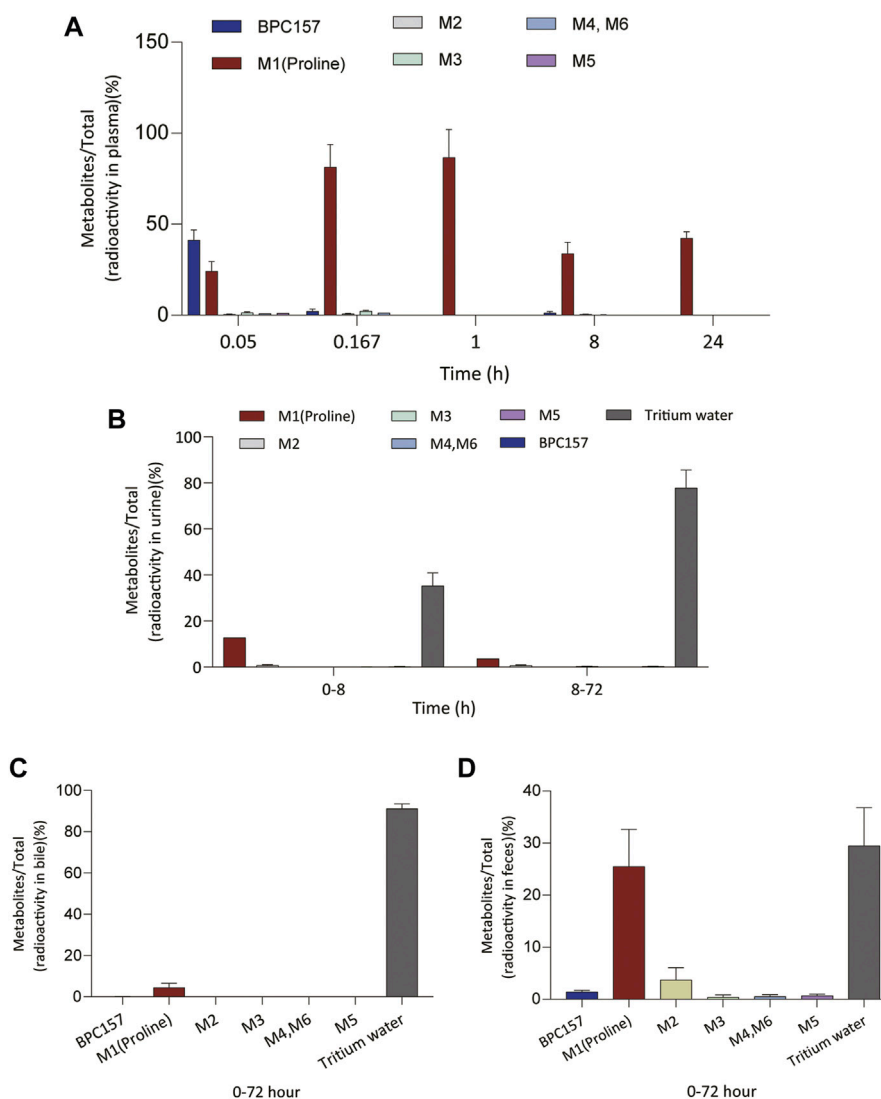 A
BPC157
M2
M4, M6
M1(Proline)
M3
M5
Metabolites/Total
(radioactivity in plasma)(%)
150
100
50
0
0.05 0.167 1 8 24
Time (h)
B
M1(Proline)
M3
M5
Tritium water
M2
M4,M6
BPC157
Metabolites/Total
(radioactivity in urine)(%)
100
80
60
40
20
0
0-8 8-72
Time (h)
C
Metabolites/Total
(radioactivity in bile)(%)
100
80
60
40
20
0
BPC157
M1(Proline)
M2
M3
M4,M6
M5
Tritium water
0-72 hour
D
Metabolites/Total
(radioactivity in feces)(%)
40
30
20
10
0
BPC157
M1(Proline)
M2
M3
M4,M6
M5
Tritium water
0-72 hour